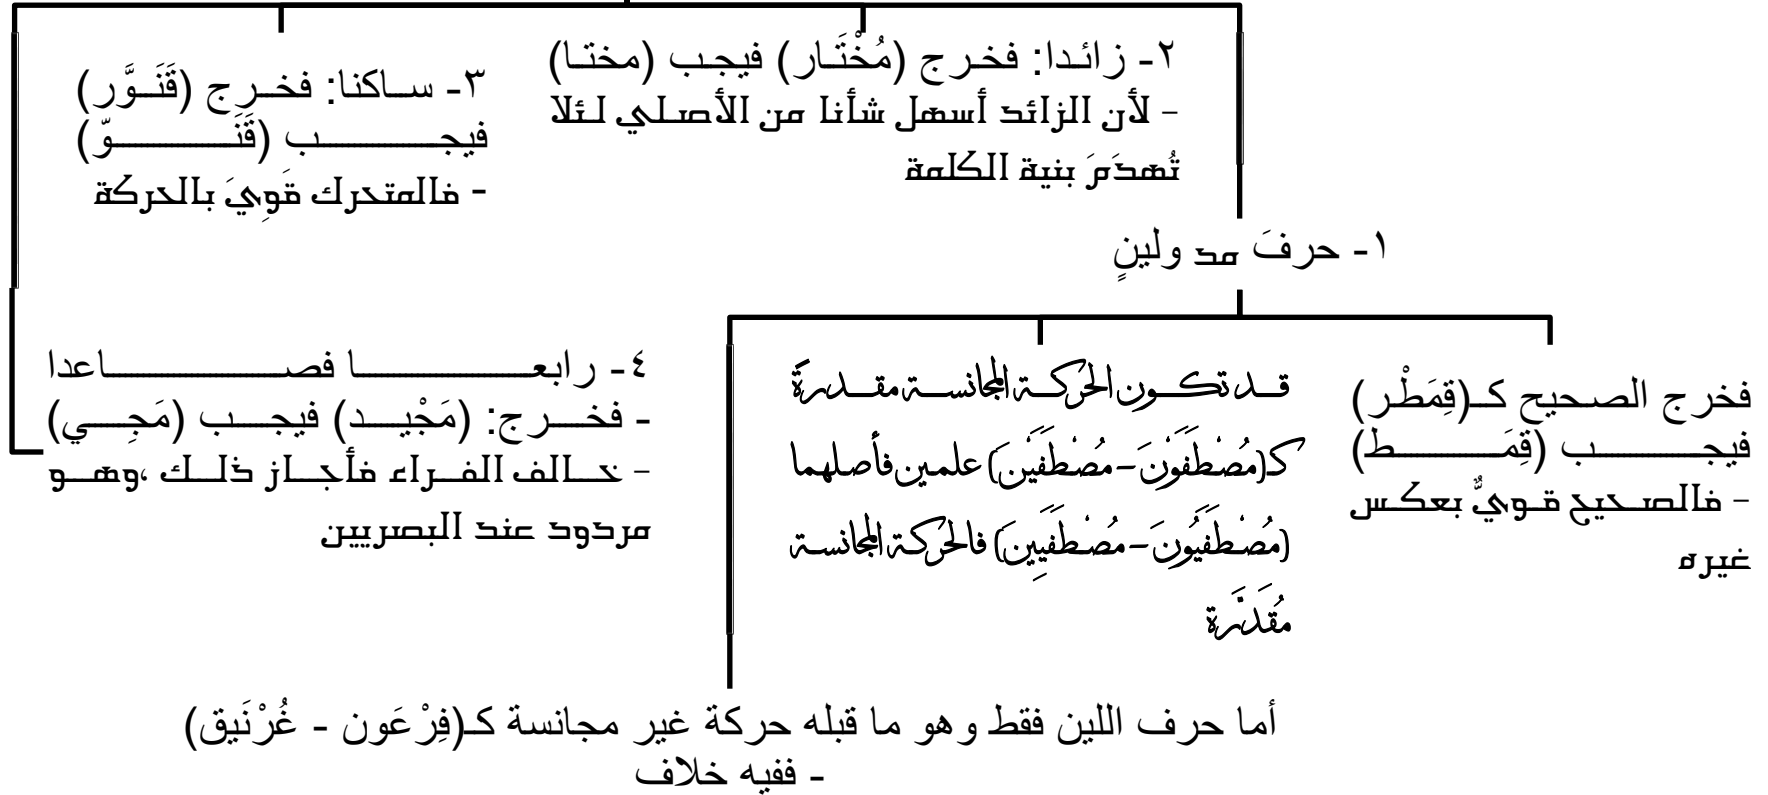 ٢- زائدا: فخرج (مُخْتَار) فيجب (مختا)
- لأن الزائد أسهل شأنا من الأصلي لئلا
تُهدَمَ بنية الكلمة
٣- ساكنا: فخرج (قَنَوَّر)
فيجب (قَنَوّ)
- فالمتحرك قَوِيَ بالحركة
١- حرفَ مد ولينٍ
٤- رابعا فصاعدا
- فخرج: (مَجْيد) فيجب (مَجِي)
- خالف الفراء فأجاز ذلك ،وهو
مردود عند البصريين
فخرج الصحيح كـ(قِمَطْر)
فيجب (قِمَط)
- فالصحيح قويٌّ بعكس
غيره
قد تكون الحركة المجانسة مقدرة
كـ(مُصْطَفَوْنَ - مُصْطَفَيْنَ) علمين فأصلهما
(مُصْطَفَيُونَ - مُصْطَفَيِينَ) فالحركة المجانسة
مُقَدَّرة
أما حرف اللين فقط وهو ما قبله حركة غير مجانسة كـ(فِرْعَون - غُرْنَيق)
- ففيه خلاف